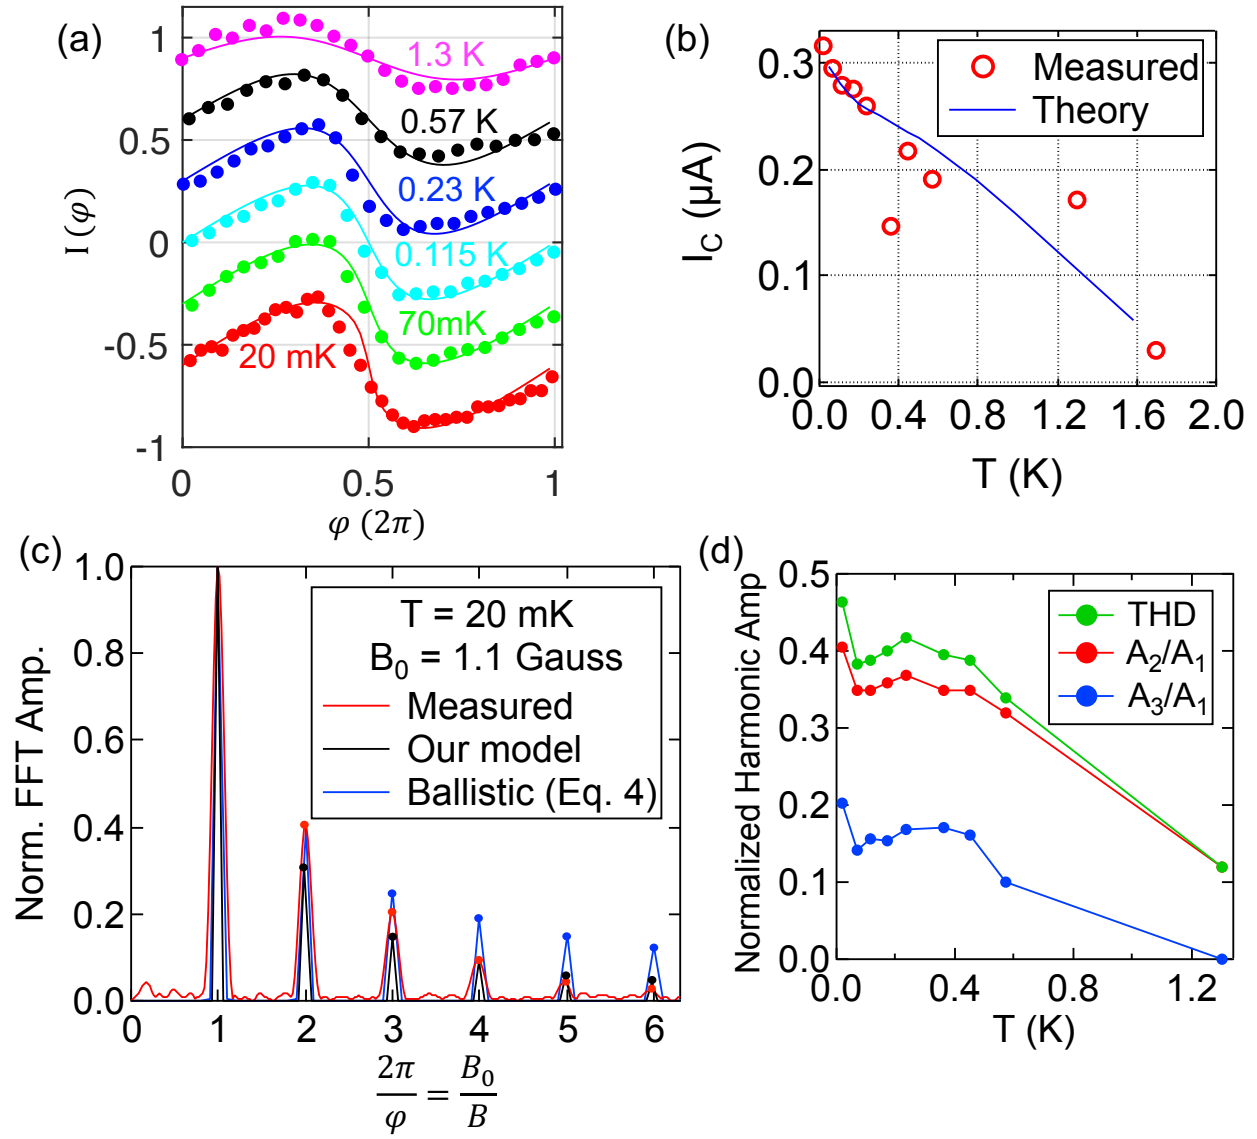 (a)
1
0.5
0
-0.5
-1
I (φ)
1.3 K
0.57 K
0.23 K
0.115 K
70mK
20 mK
0
0.5
1
φ (2π)
(b)
0.3
0.2
0.1
0.0
I_C (μA)
Measured
Theory
0.0
0.4
0.8
1.2
1.6
2.0
T (K)
(c)
1.0
0.8
0.6
0.4
0.2
0.0
Norm. FFT Amp.
T = 20 mK
B_0 = 1.1 Gauss
Measured
Our model
Ballistic (Eq. 4)
0
1
2
3
4
5
6
2π/φ = B_0/B
(d)
0.5
0.4
0.3
0.2
0.1
0.0
Normalized Harmonic Amp
THD
A_2/A_1
A_3/A_1
0.0
0.4
0.8
1.2
T (K)